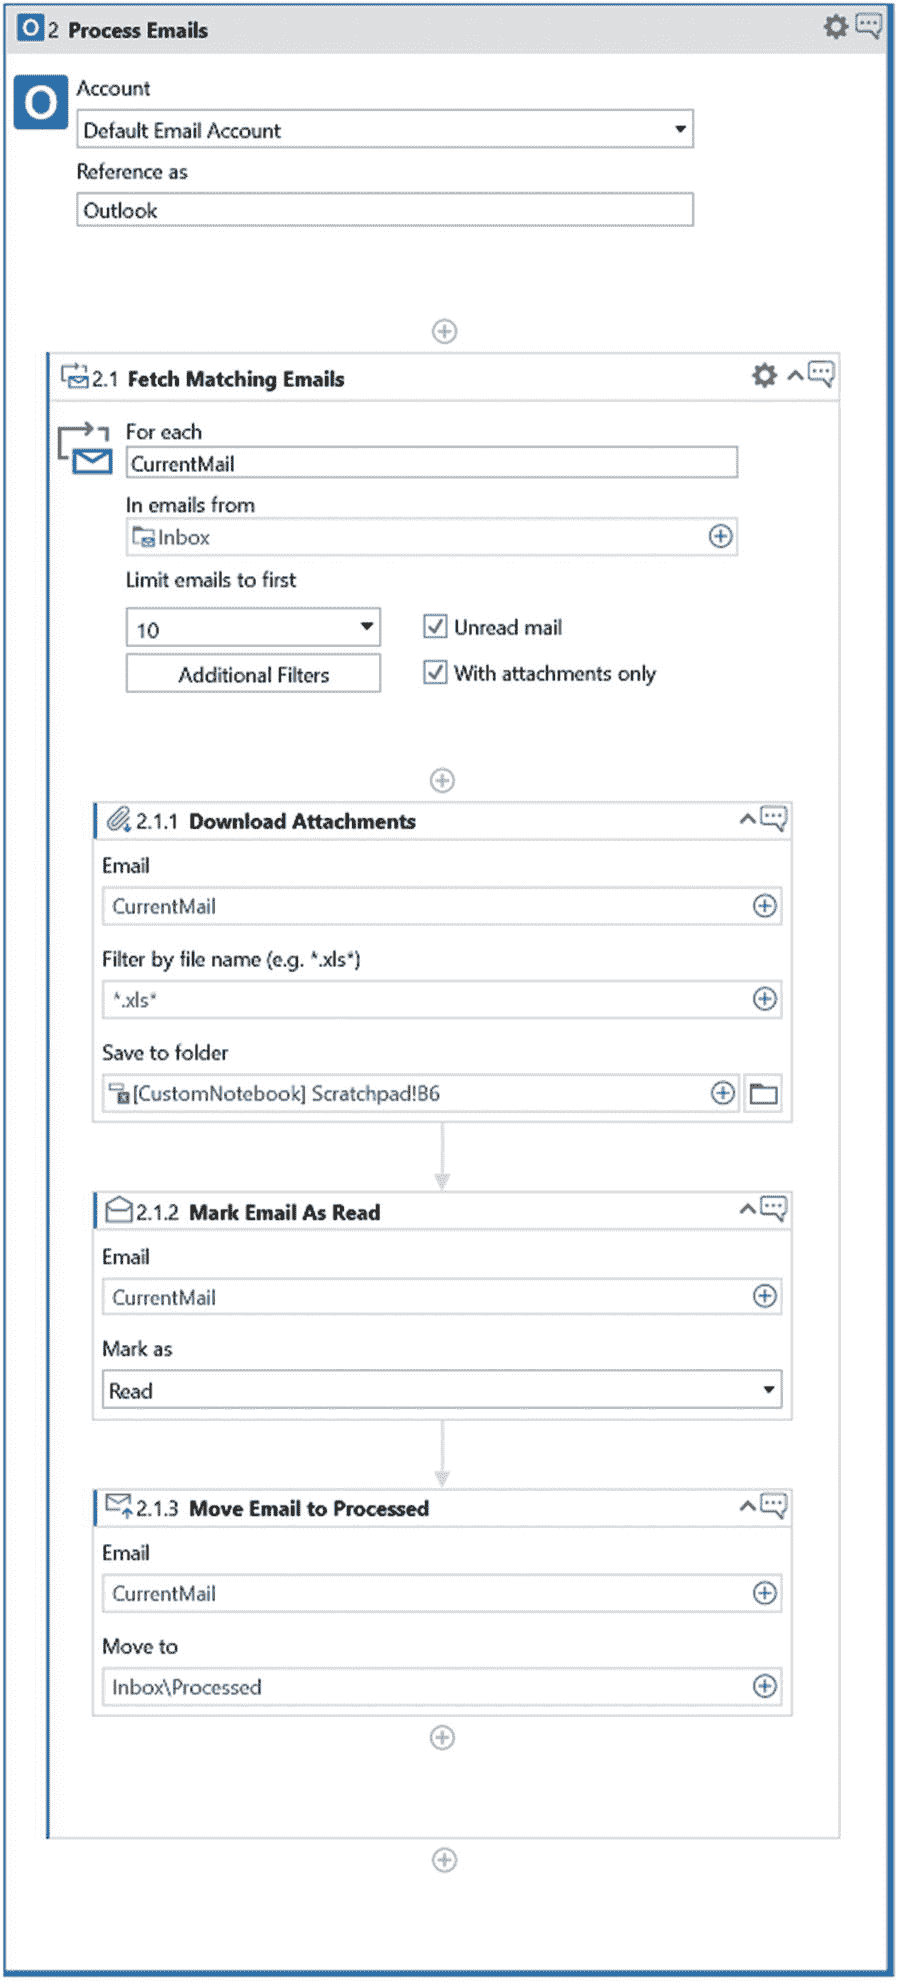 O 2 Process Emails
O
Account
Default Email Account
Reference as
Outlook
2.1 Fetch Matching Emails
For each
CurrentMail
In emails from
Inbox
Limit emails to first
10
Unread mail
Additional Filters
With attachments only
2.1.1 Download Attachments
Email
CurrentMail
Filter by file name (e.g. *.xls*)
*.xls*
Save to folder
[CustomNotebook] Scratchpad!B6
2.1.2 Mark Email As Read
Email
CurrentMail
Mark as
Read
2.1.3 Move Email to Processed
Email
CurrentMail
Move to
Inbox\Processed